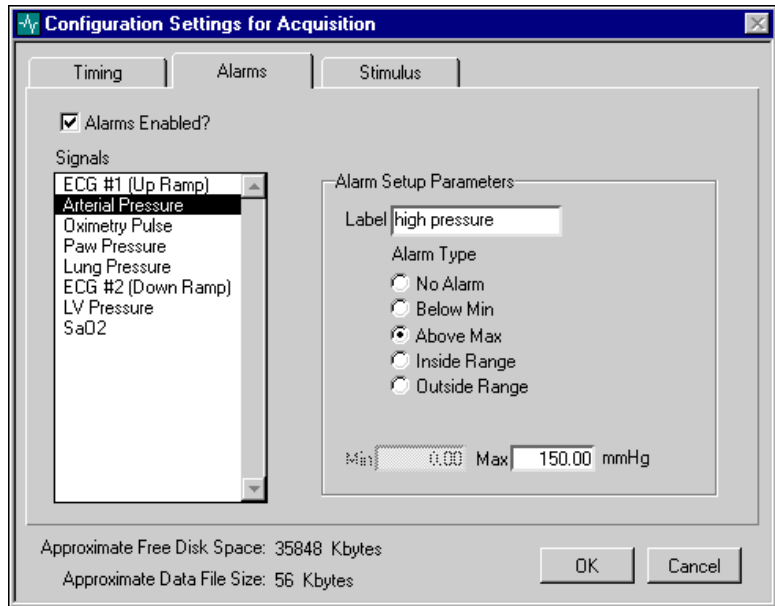 Configuration Settings for Acquisition
Timing
Alarms
Stimulus
Alarms Enabled?
Signals
ECG #1 (Up Ramp)
Arterial Pressure
Oximetry Pulse
Paw Pressure
Lung Pressure
ECG #2 (Down Ramp)
LV Pressure
SaO2
Alarm Setup Parameters
Label high pressure
Alarm Type
No Alarm
Below Min
Above Max
Inside Range
Outside Range
Min 0.00 Max 150.00 mmHg
Approximate Free Disk Space: 35848 Kbytes
Approximate Data File Size: 56 Kbytes
OK
Cancel